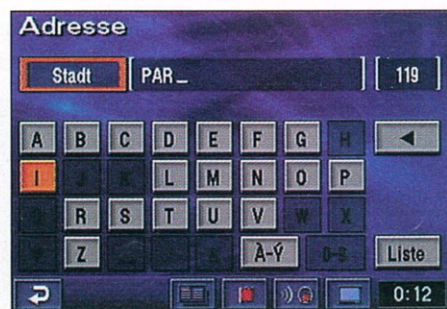 Adresse
Stadt PAR_ 119
A B C D E F G H
I J K L M N O P
Q R S T U V W X
Y Z À-Ý 0-9 Liste
0:12